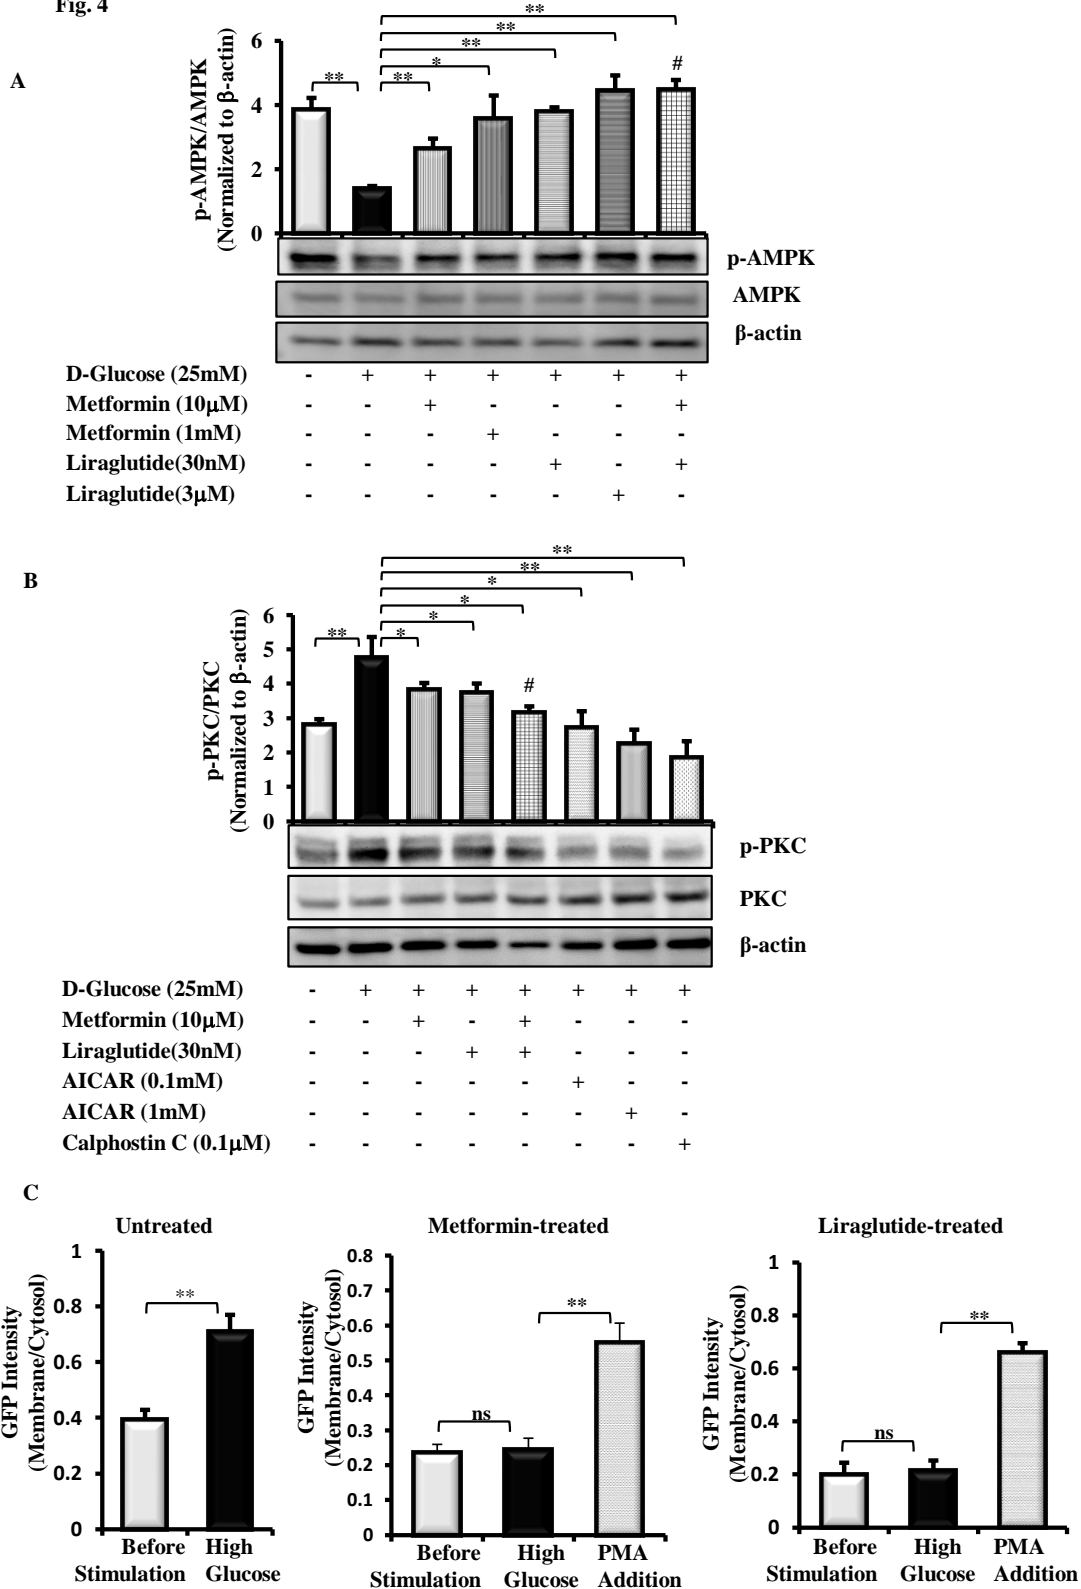 Fig. 4
A
p-AMPK/AMPK
(Normalized to β-actin)
6
4
2
0
**
**
*
**
**
**
#
p-AMPK
AMPK
β-actin
D-Glucose (25mM) - + + + + + +
Metformin (10μM) - - + - - - +
Metformin (1mM) - - - + - - -
Liraglutide(30nM) - - - - + - +
Liraglutide(3μM) - - - - - + -
B
p-PKC/PKC
(Normalized to β-actin)
6
5
4
3
2
1
0
**
*
*
*
*
**
**
#
p-PKC
PKC
β-actin
D-Glucose (25mM) - + + + + + + +
Metformin (10μM) - - + - + - - -
Liraglutide(30nM) - - - + + - - -
AICAR (0.1mM) - - - - - + - -
AICAR (1mM) - - - - - - + -
Calphostin C (0.1μM) - - - - - - - +
C
Untreated
GFP Intensity
(Membrane/Cytosol)
1
0.8
0.6
0.4
0.2
0
**
Before High
Stimulation Glucose
Metformin-treated
GFP Intensity
(Membrane/Cytosol)
0.8
0.7
0.6
0.5
0.4
0.3
0.2
0.1
0
ns
**
Before High PMA
Stimulation Glucose Addition
Liraglutide-treated
GFP Intensity
(Membrane/Cytosol)
1
0.8
0.6
0.4
0.2
0
ns
**
Before High PMA
Stimulation Glucose Addition